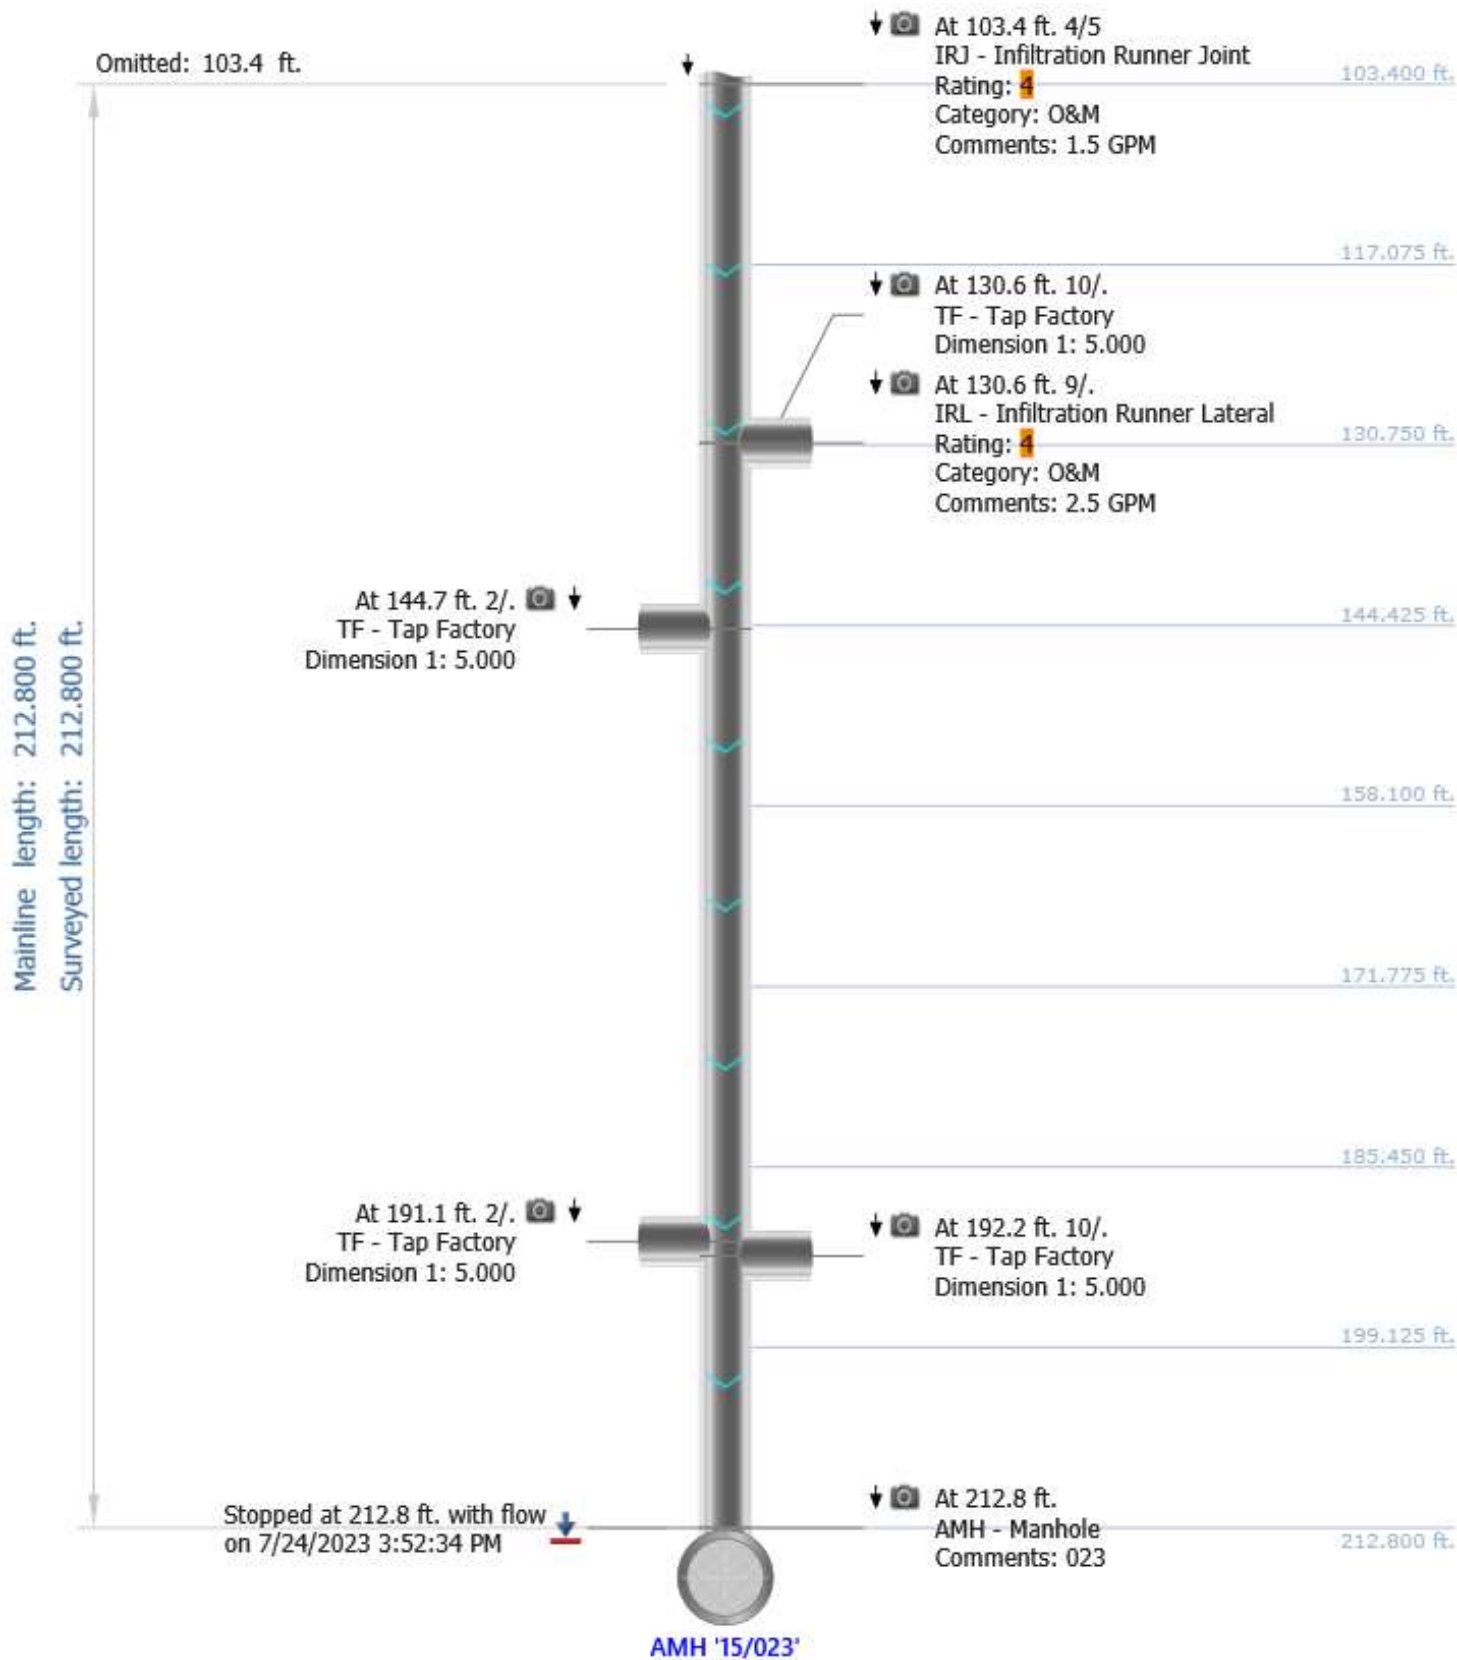 Omitted: 103.4 ft.
At 103.4 ft. 4/5
IRJ - Infiltration Runner Joint
Rating: 4
Category: O&M
Comments: 1.5 GPM
103.400 ft.
117.075 ft.
At 130.6 ft. 10/.
TF - Tap Factory
Dimension 1: 5.000
At 130.6 ft. 9/.
IRL - Infiltration Runner Lateral
Rating: 4
Category: O&M
Comments: 2.5 GPM
130.750 ft.
At 144.7 ft. 2/.
TF - Tap Factory
Dimension 1: 5.000
144.425 ft.
Mainline length: 212.800 ft.
Surveyed length: 212.800 ft.
158.100 ft.
171.775 ft.
185.450 ft.
At 191.1 ft. 2/.
TF - Tap Factory
Dimension 1: 5.000
At 192.2 ft. 10/.
TF - Tap Factory
Dimension 1: 5.000
199.125 ft.
Stopped at 212.8 ft. with flow
on 7/24/2023 3:52:34 PM
At 212.8 ft.
AMH - Manhole
Comments: 023
212.800 ft.
AMH '15/023'